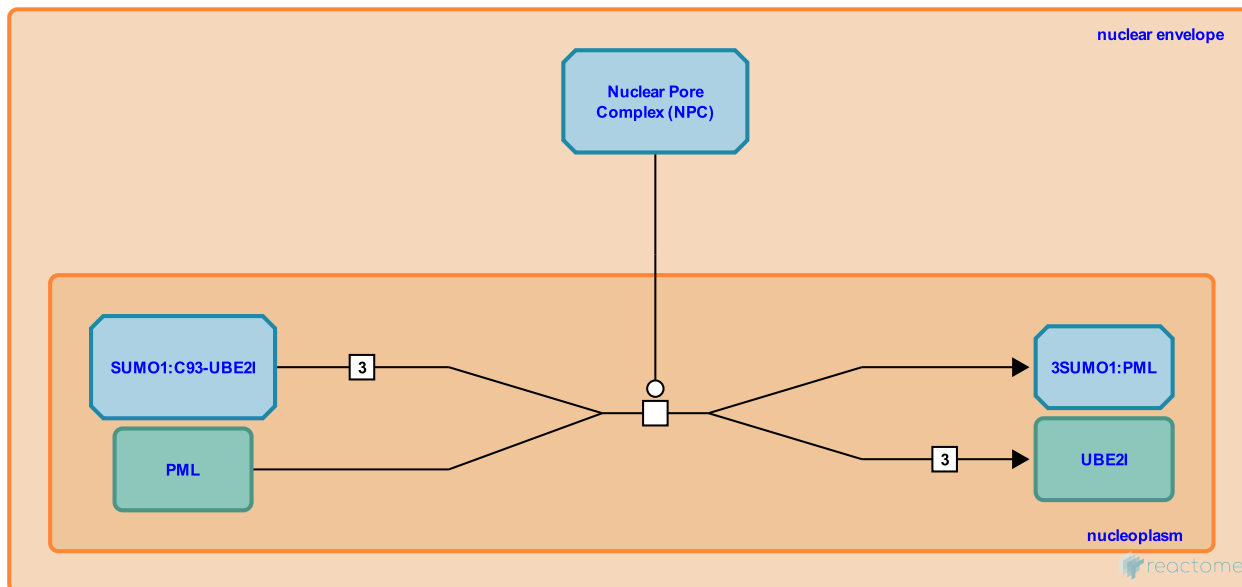 nuclear envelope
Nuclear Pore
Complex (NPC)
SUMO1:C93-UBE2I
3
3SUMO1:PML
PML
3
UBE2I
nucleoplasm
reactome